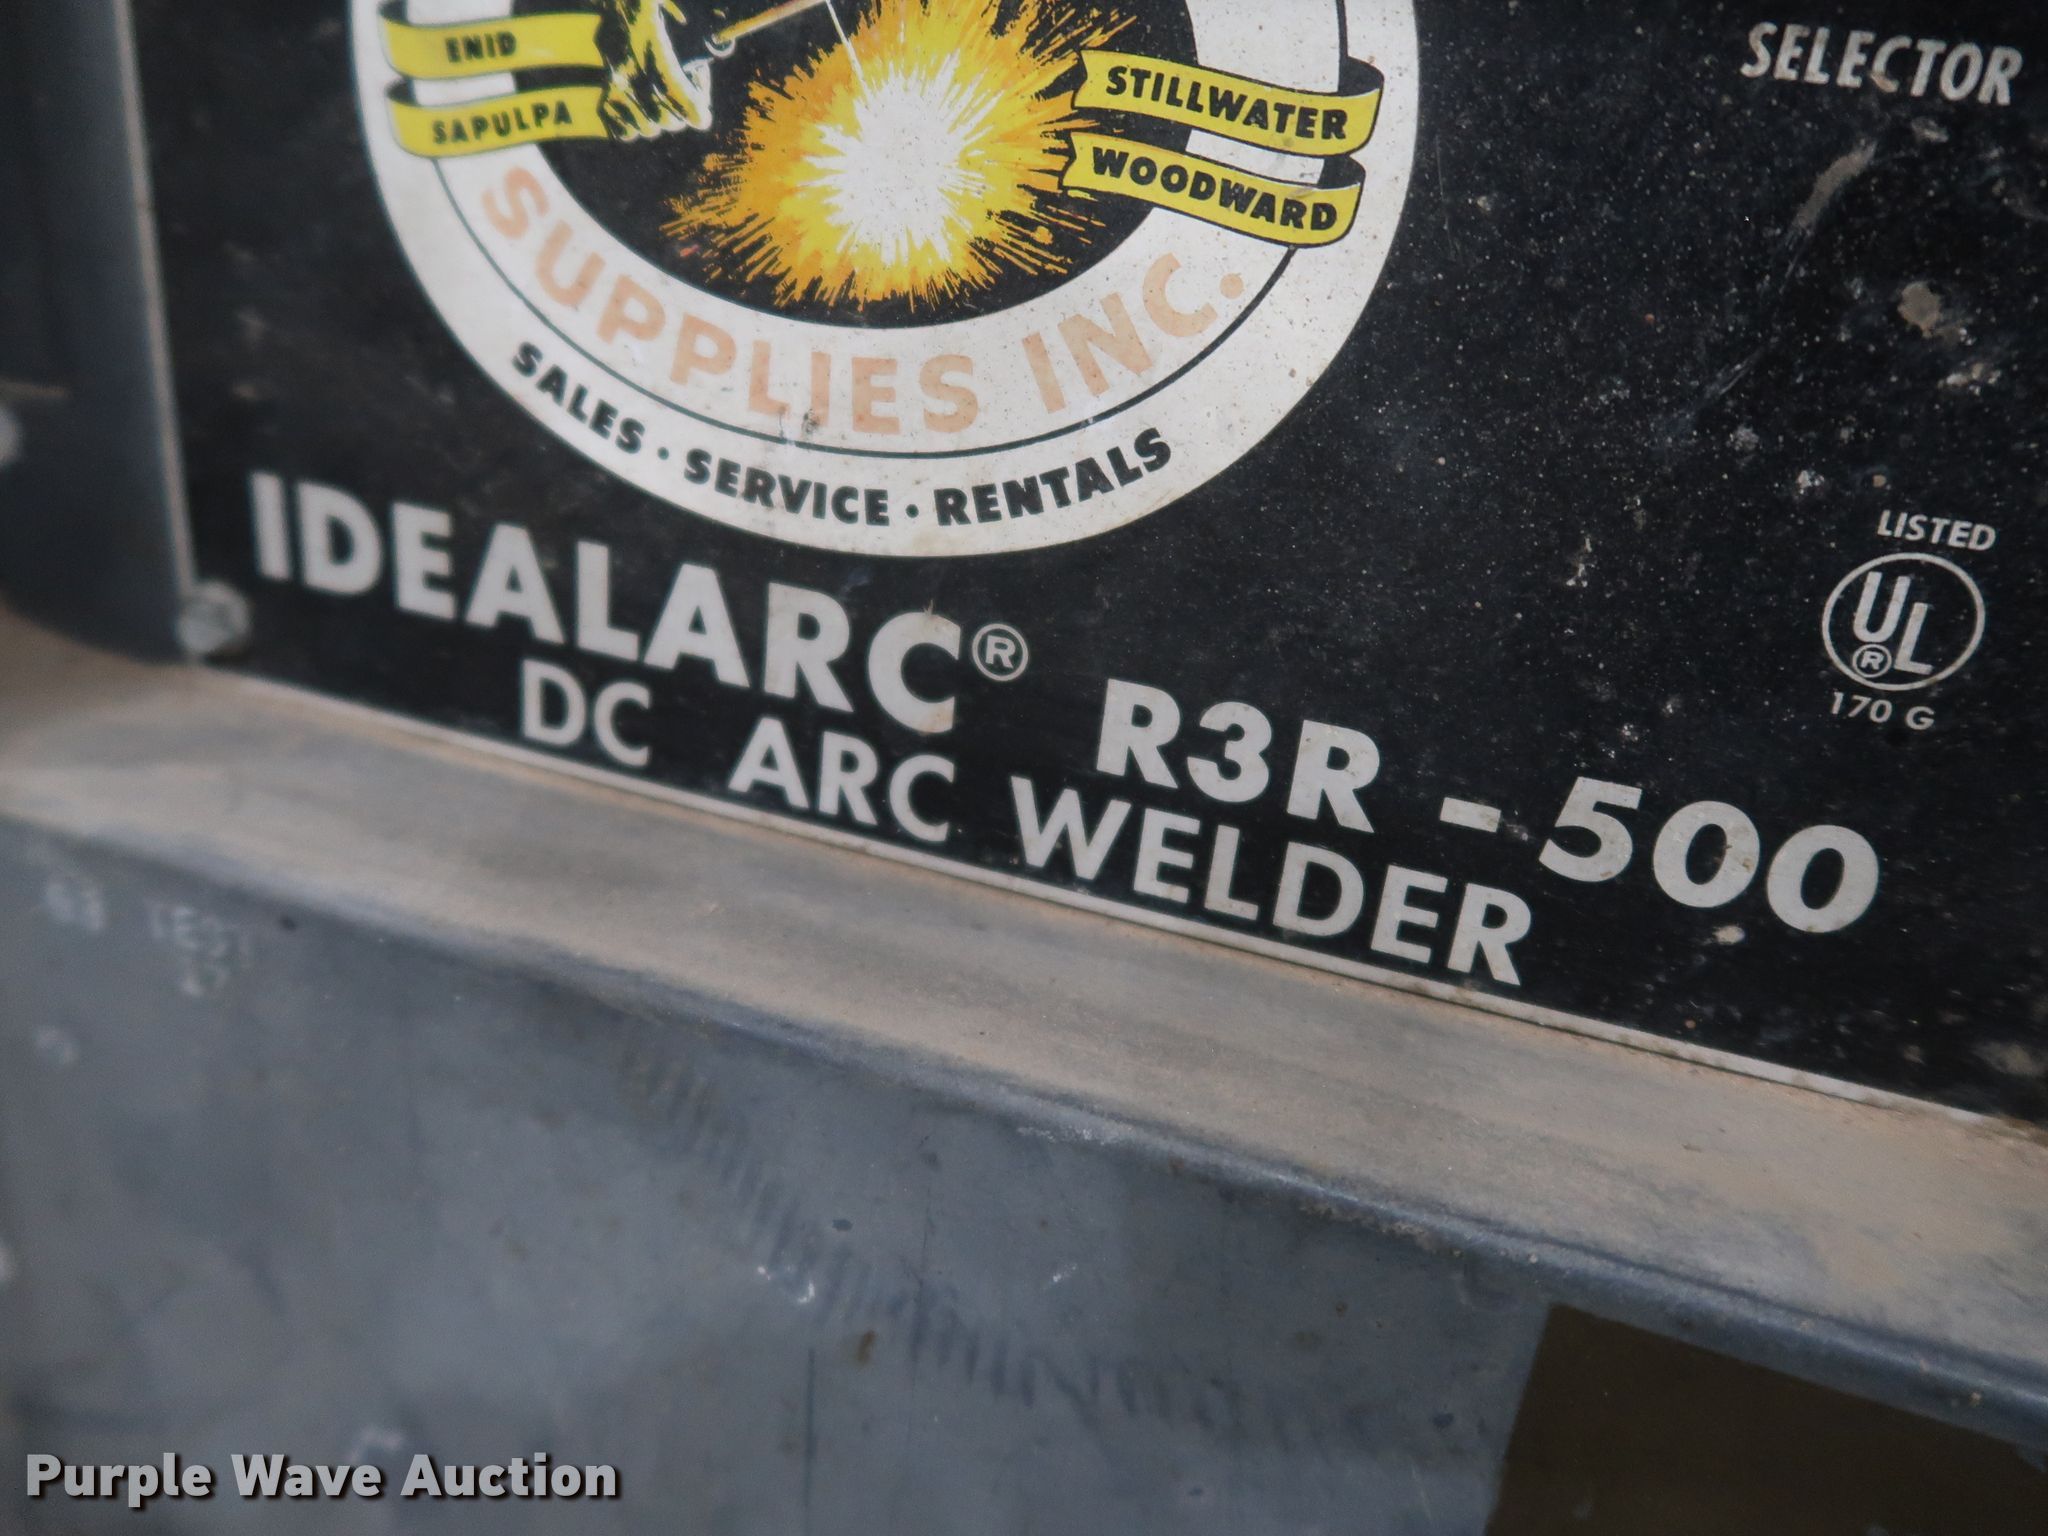 ENID
SAPULPA
STILLWATER
WOODWARD
SELECTOR
SUPPLIES INC.
SALES · SERVICE · RENTALS
IDEALARC® R3R - 500
DC ARC WELDER
LISTED
UL ®
170 G
TEST
Purple Wave Auction